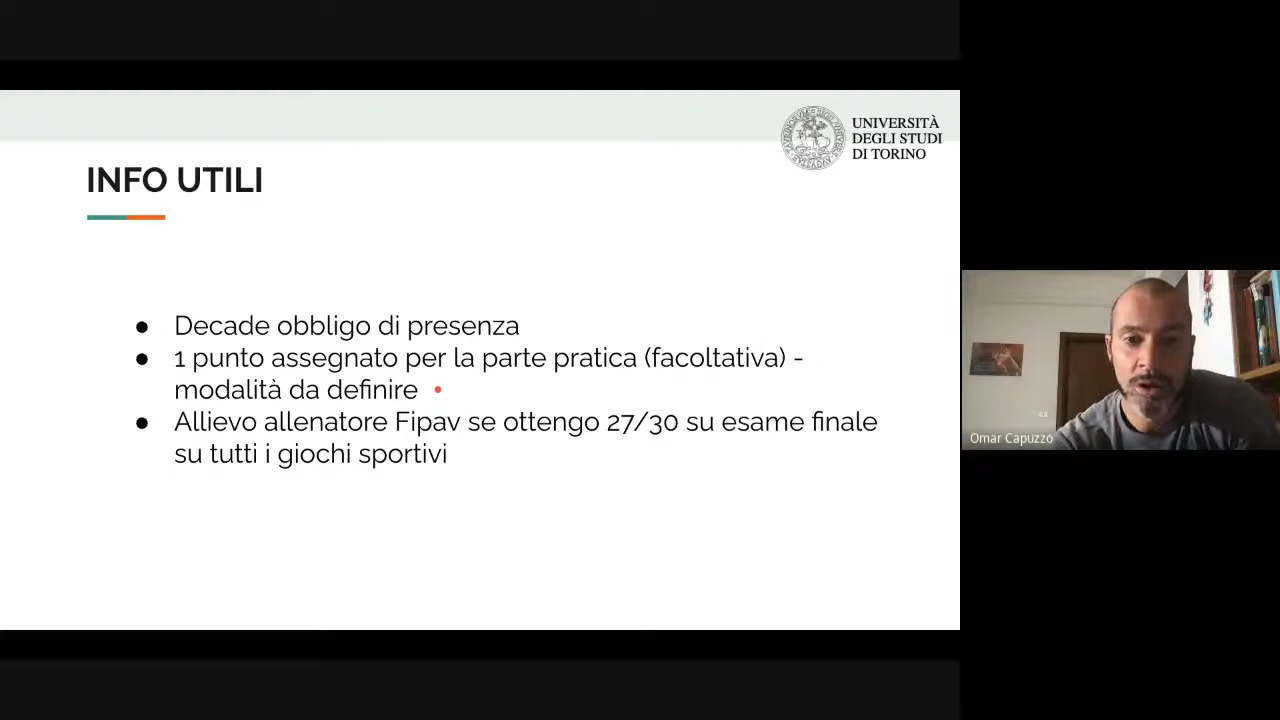 UNIVERSITÀ
DEGLI STUDI
DI TORINO
INFO UTILI
● Decade obbligo di presenza
● 1 punto assegnato per la parte pratica (facoltativa) -
modalità da definire
● Allievo allenatore Fipav se ottengo 27/30 su esame finale
su tutti i giochi sportivi
Omar Capuzzo